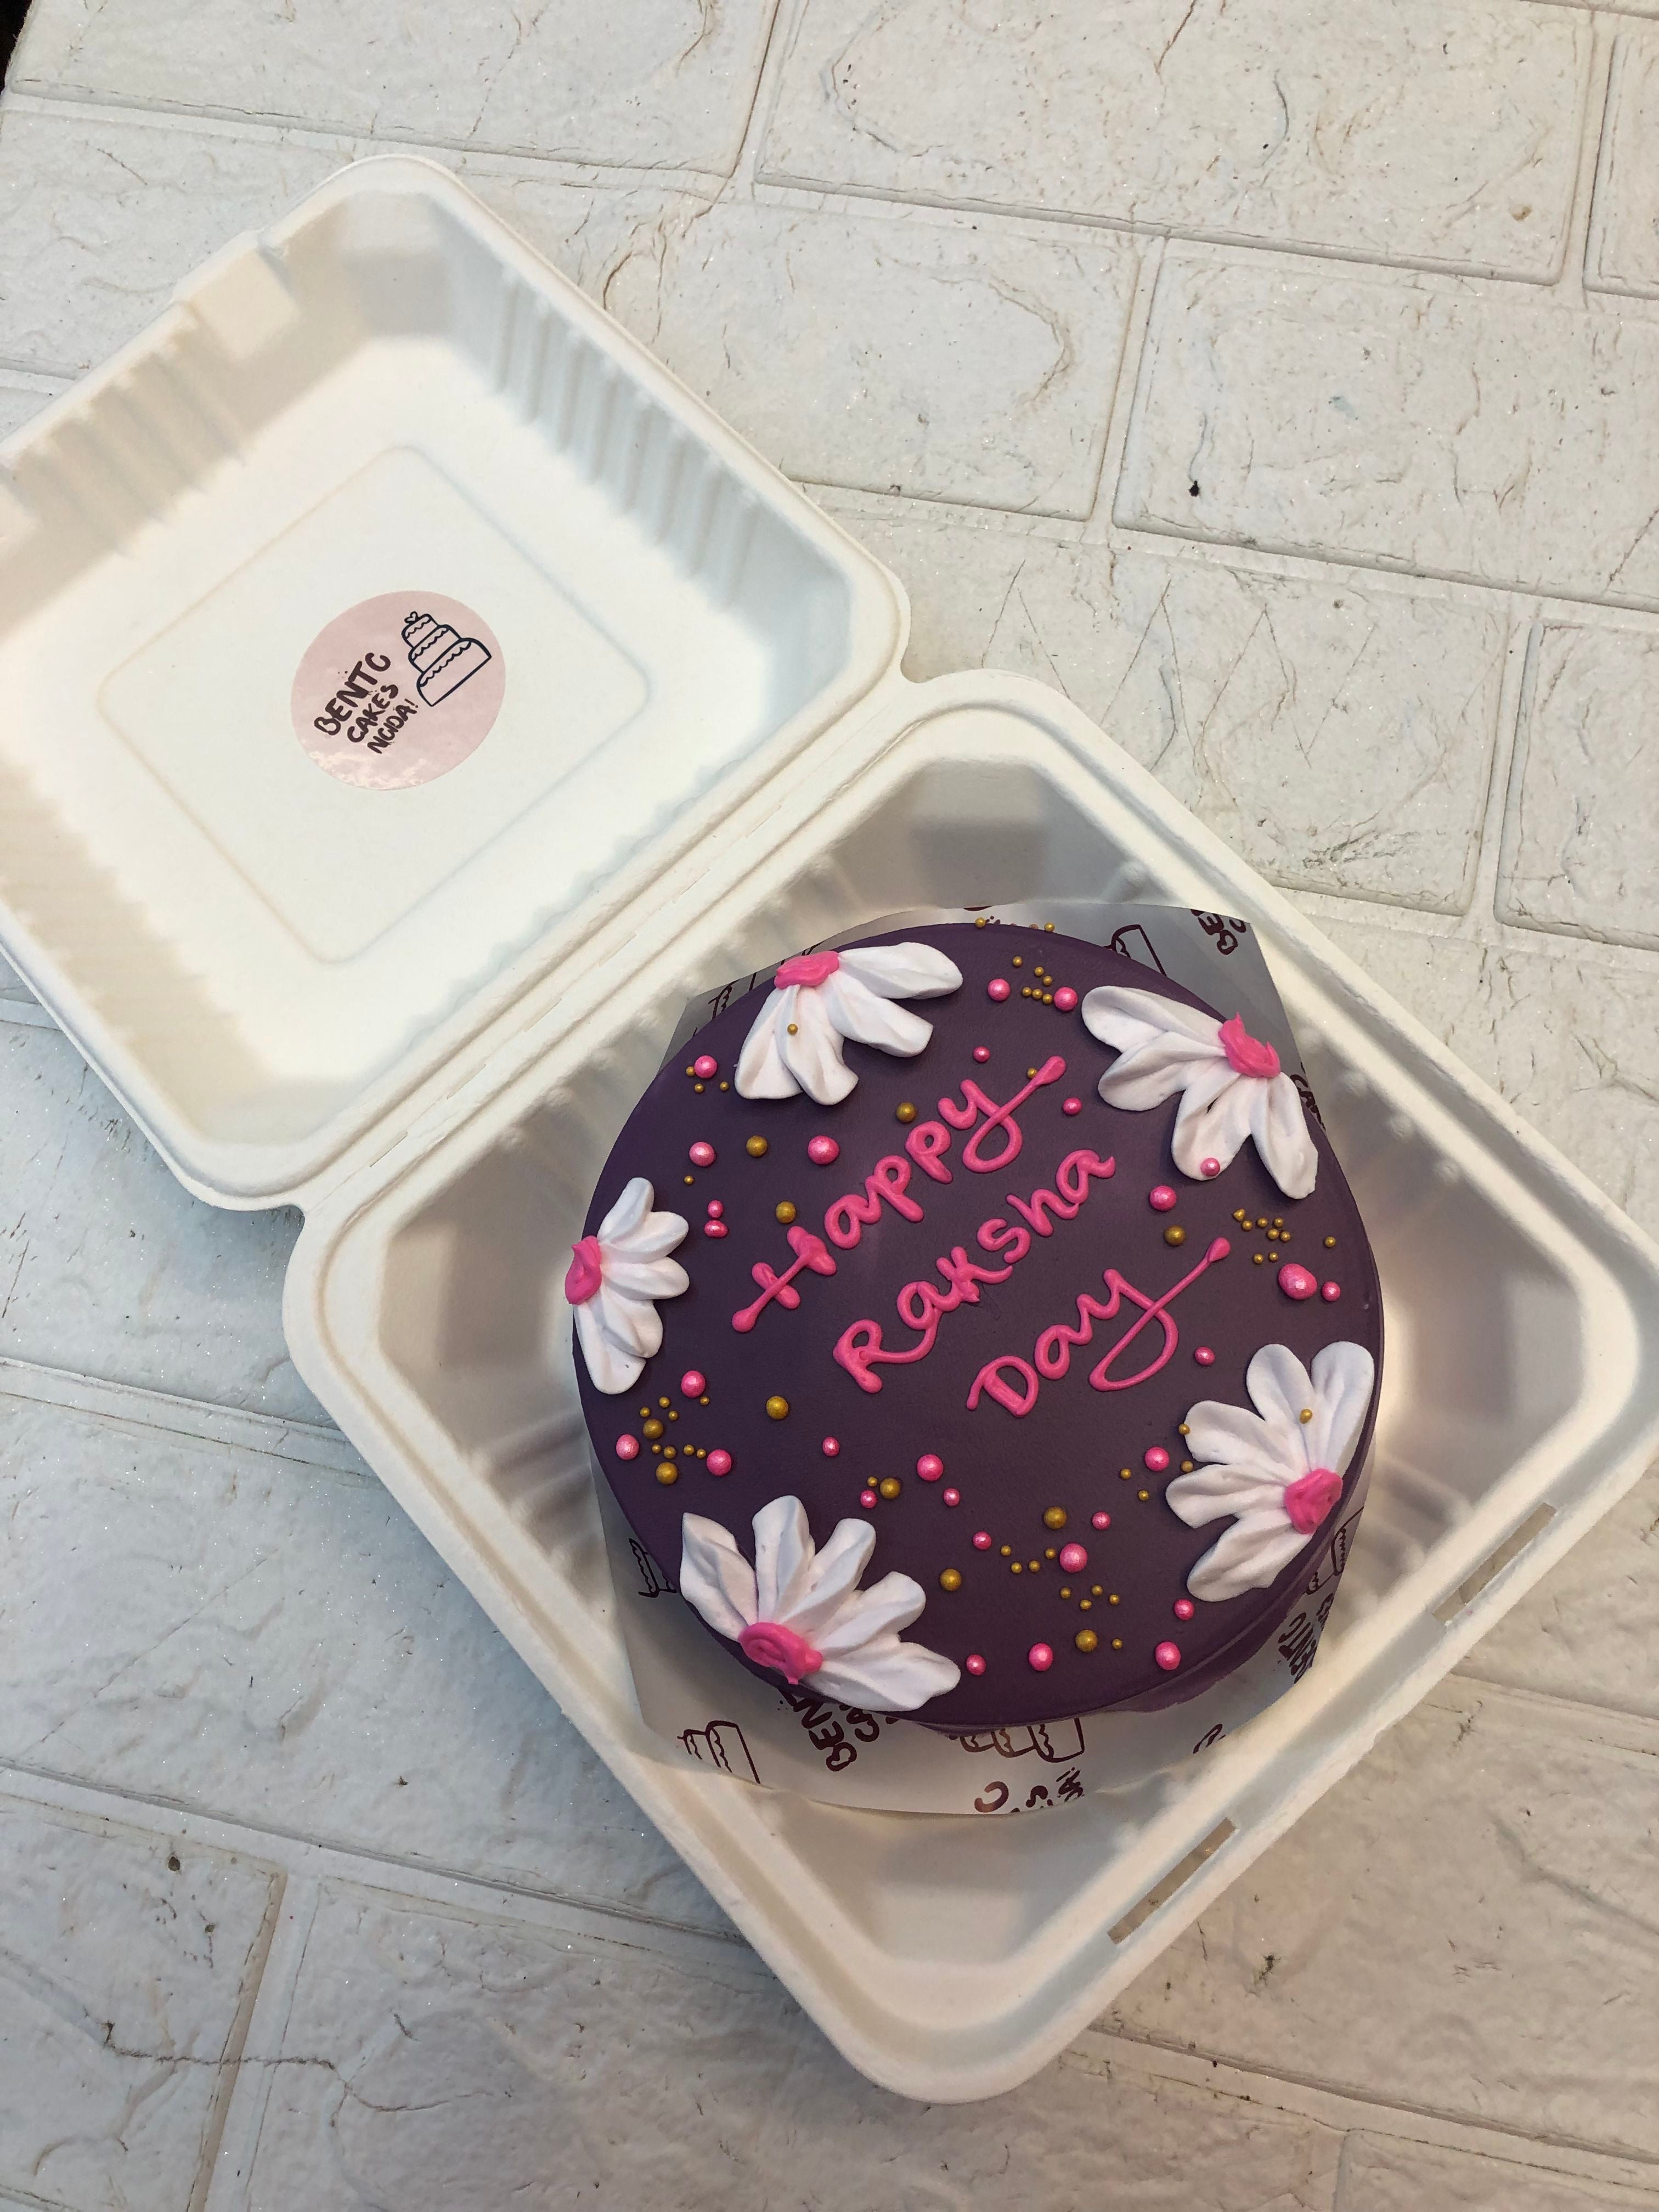 BENTO
CAKES
NOIDA!
Happy
Raksha
Day